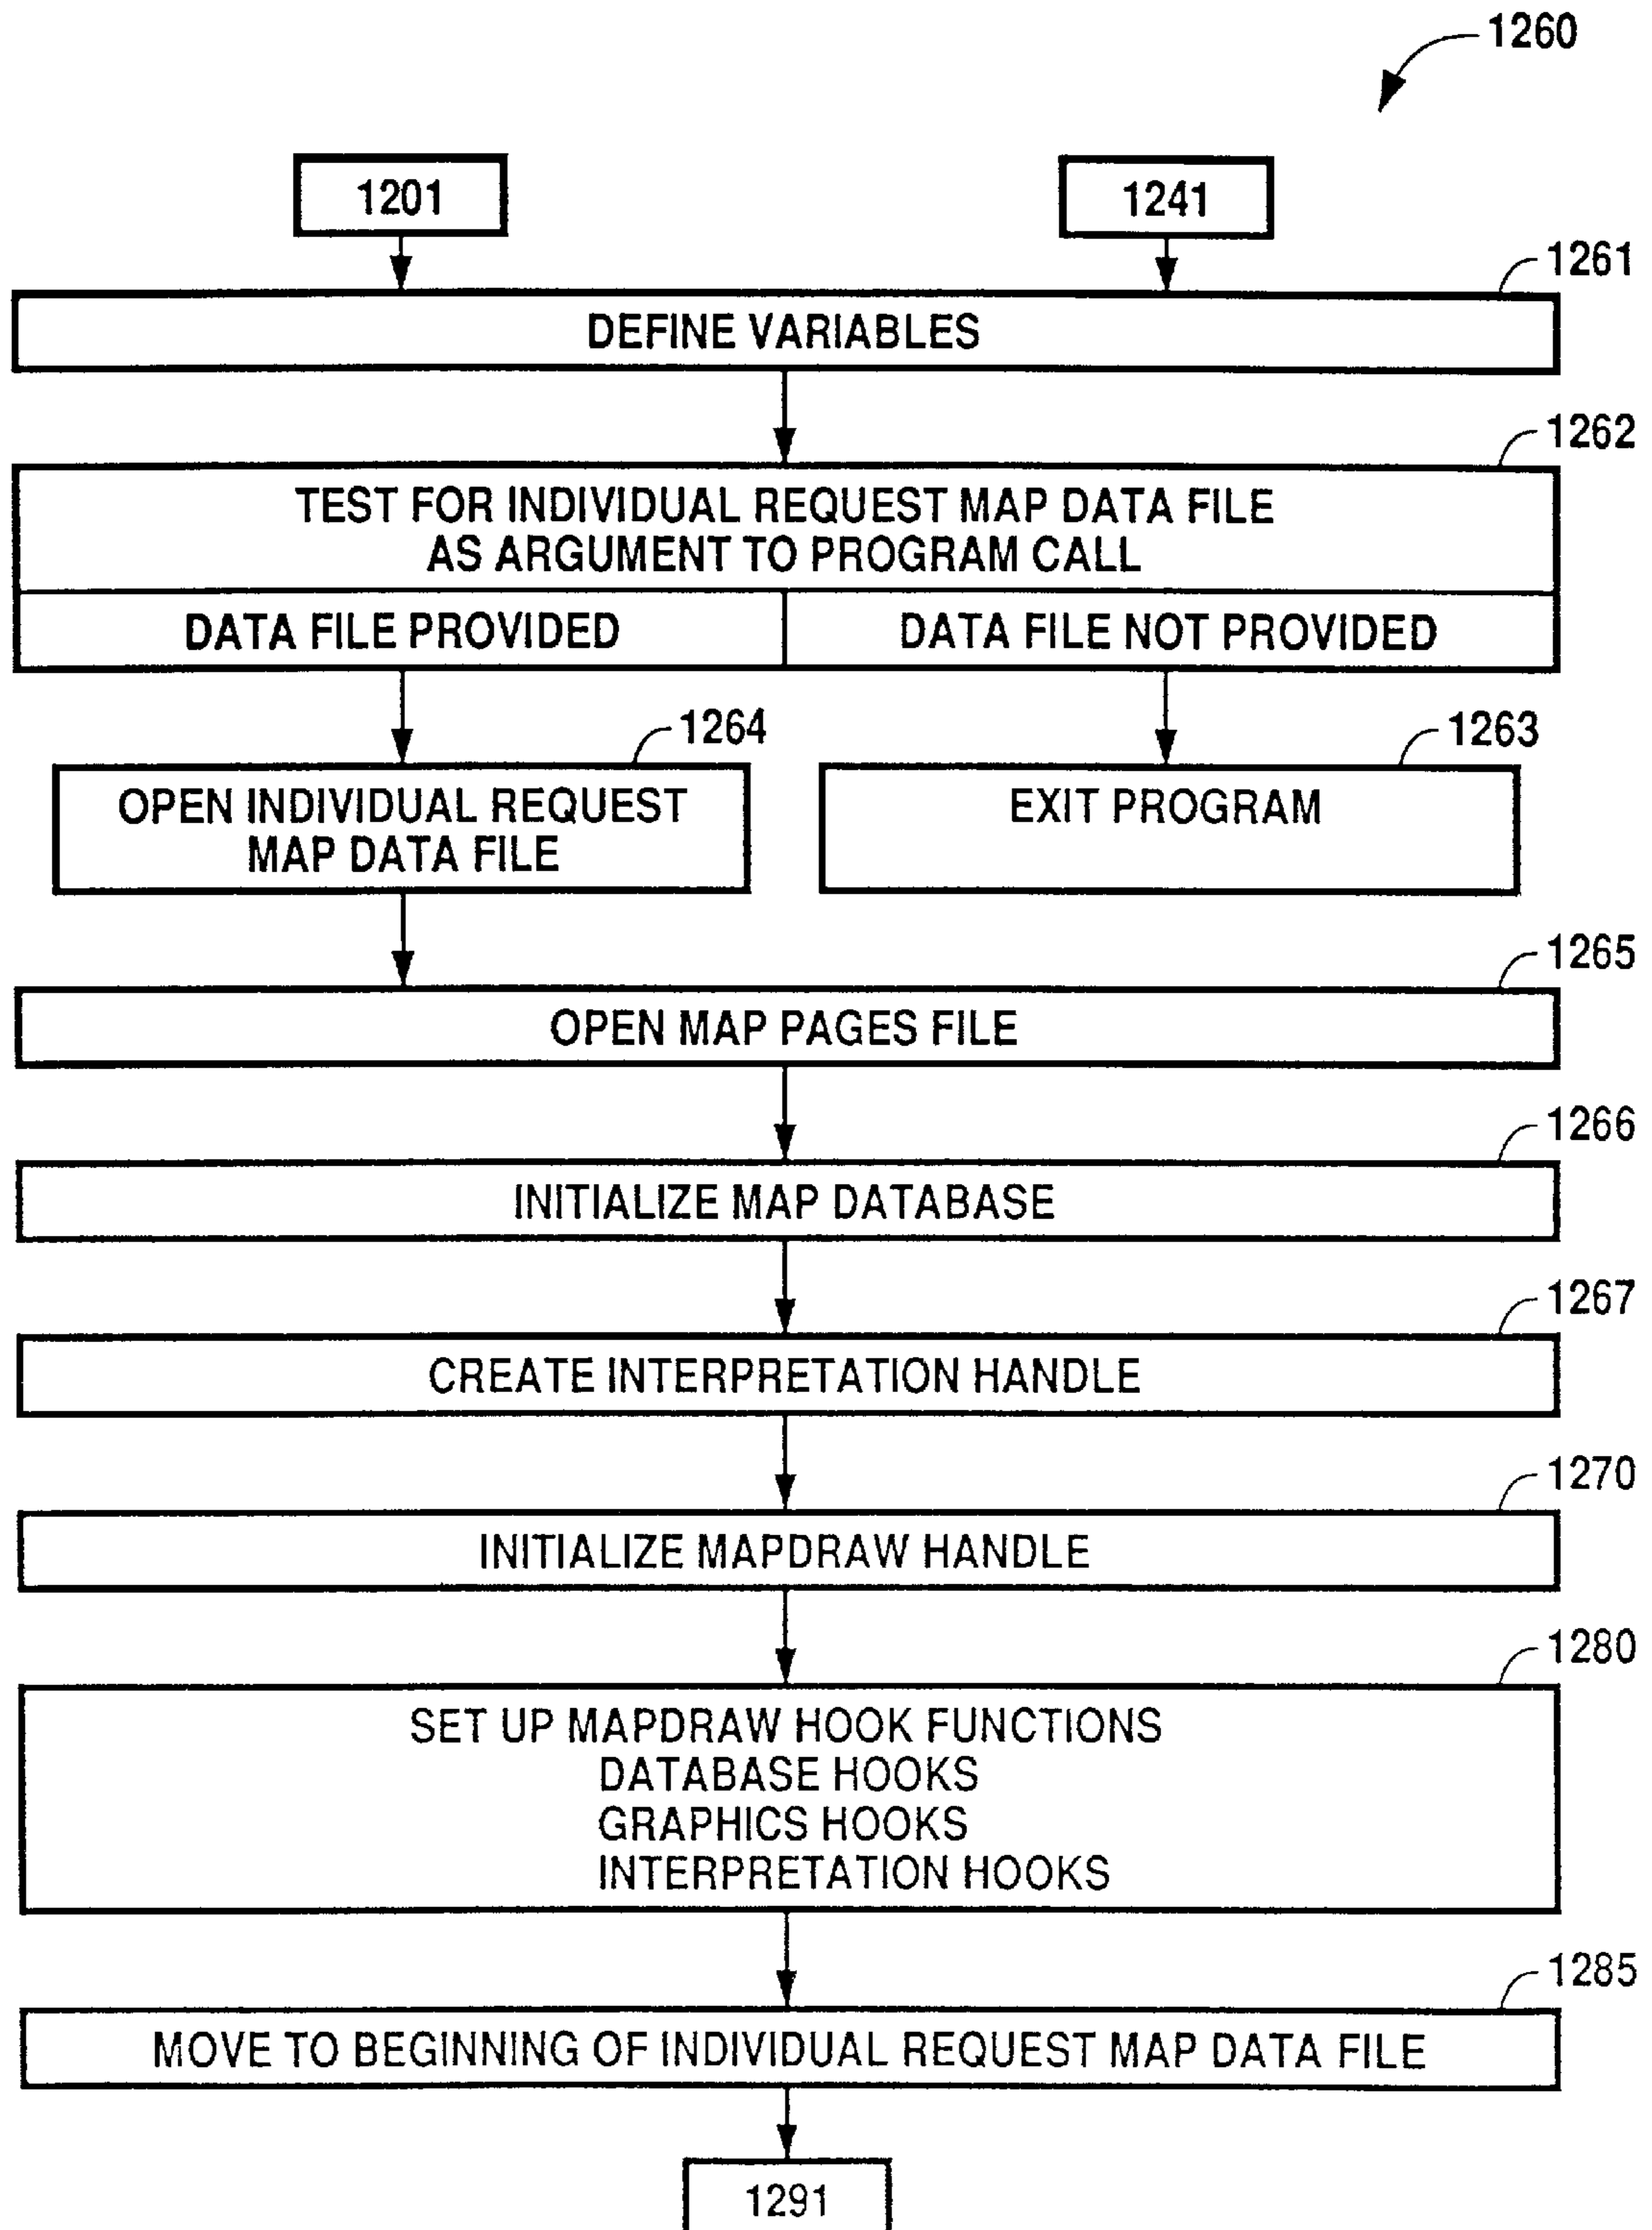 1260
1201
1241
1261
DEFINE VARIABLES
1262
TEST FOR INDIVIDUAL REQUEST MAP DATA FILE
AS ARGUMENT TO PROGRAM CALL
DATA FILE PROVIDED
DATA FILE NOT PROVIDED
1264
1263
OPEN INDIVIDUAL REQUEST
MAP DATA FILE
EXIT PROGRAM
1265
OPEN MAP PAGES FILE
1266
INITIALIZE MAP DATABASE
1267
CREATE INTERPRETATION HANDLE
1270
INITIALIZE MAPDRAW HANDLE
1280
SET UP MAPDRAW HOOK FUNCTIONS
DATABASE HOOKS
GRAPHICS HOOKS
INTERPRETATION HOOKS
1285
MOVE TO BEGINNING OF INDIVIDUAL REQUEST MAP DATA FILE
1291